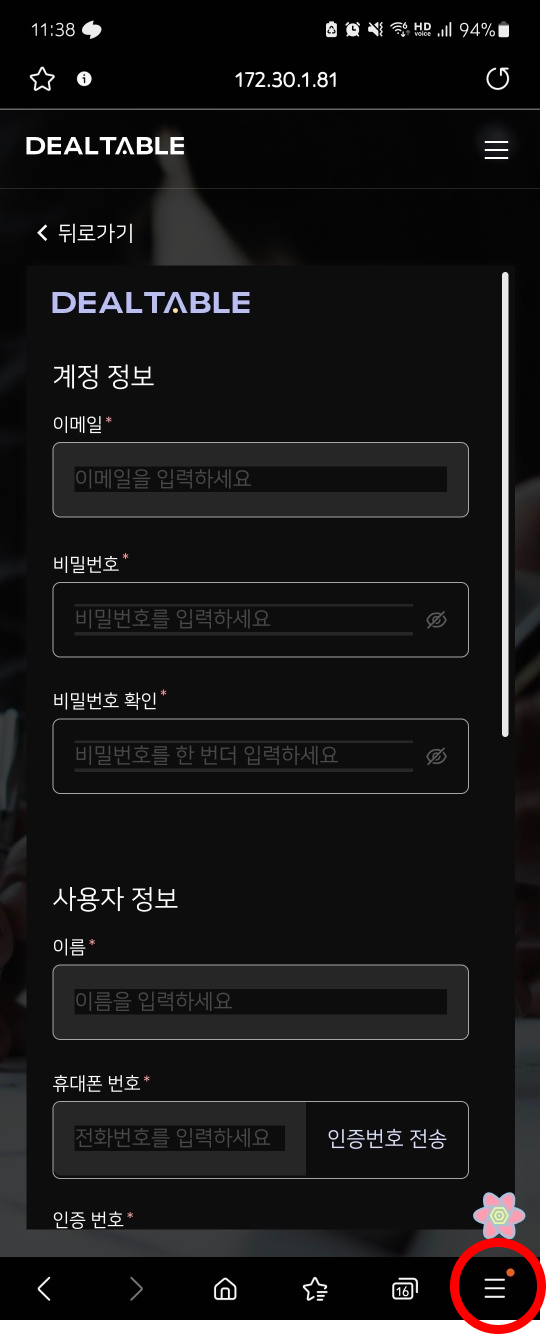 11:38
HD
voice
94%
172.30.1.81
DEALTABLE
뒤로가기
DEALTABLE
계정 정보
이메일*
이메일을 입력하세요
비밀번호*
비밀번호를 입력하세요
비밀번호 확인*
비밀번호를 한 번더 입력하세요
사용자 정보
이름*
이름을 입력하세요
휴대폰 번호*
전화번호를 입력하세요 인증번호 전송
인증 번호*
16